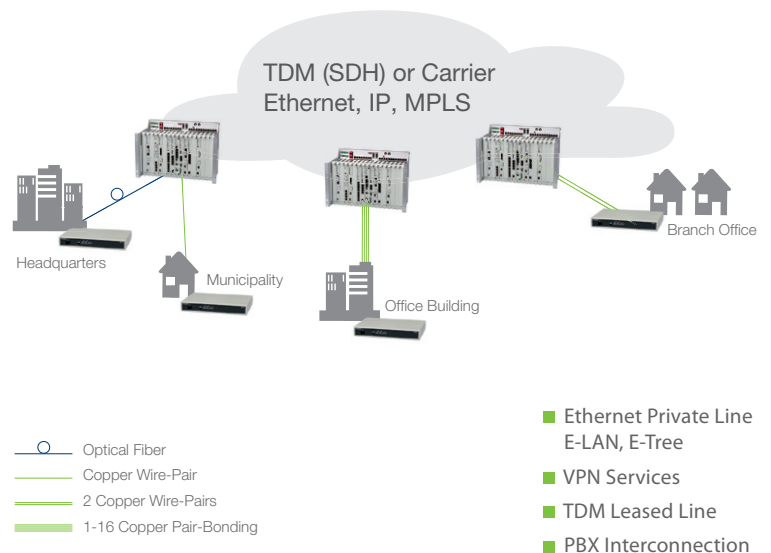 TDM (SDH) or Carrier
Ethernet, IP, MPLS
Headquarters
Municipality
Office Building
Branch Office
Optical Fiber
Copper Wire-Pair
2 Copper Wire-Pairs
1-16 Copper Pair-Bonding
Ethernet Private Line
E-LAN, E-Tree
VPN Services
TDM Leased Line
PBX Interconnection